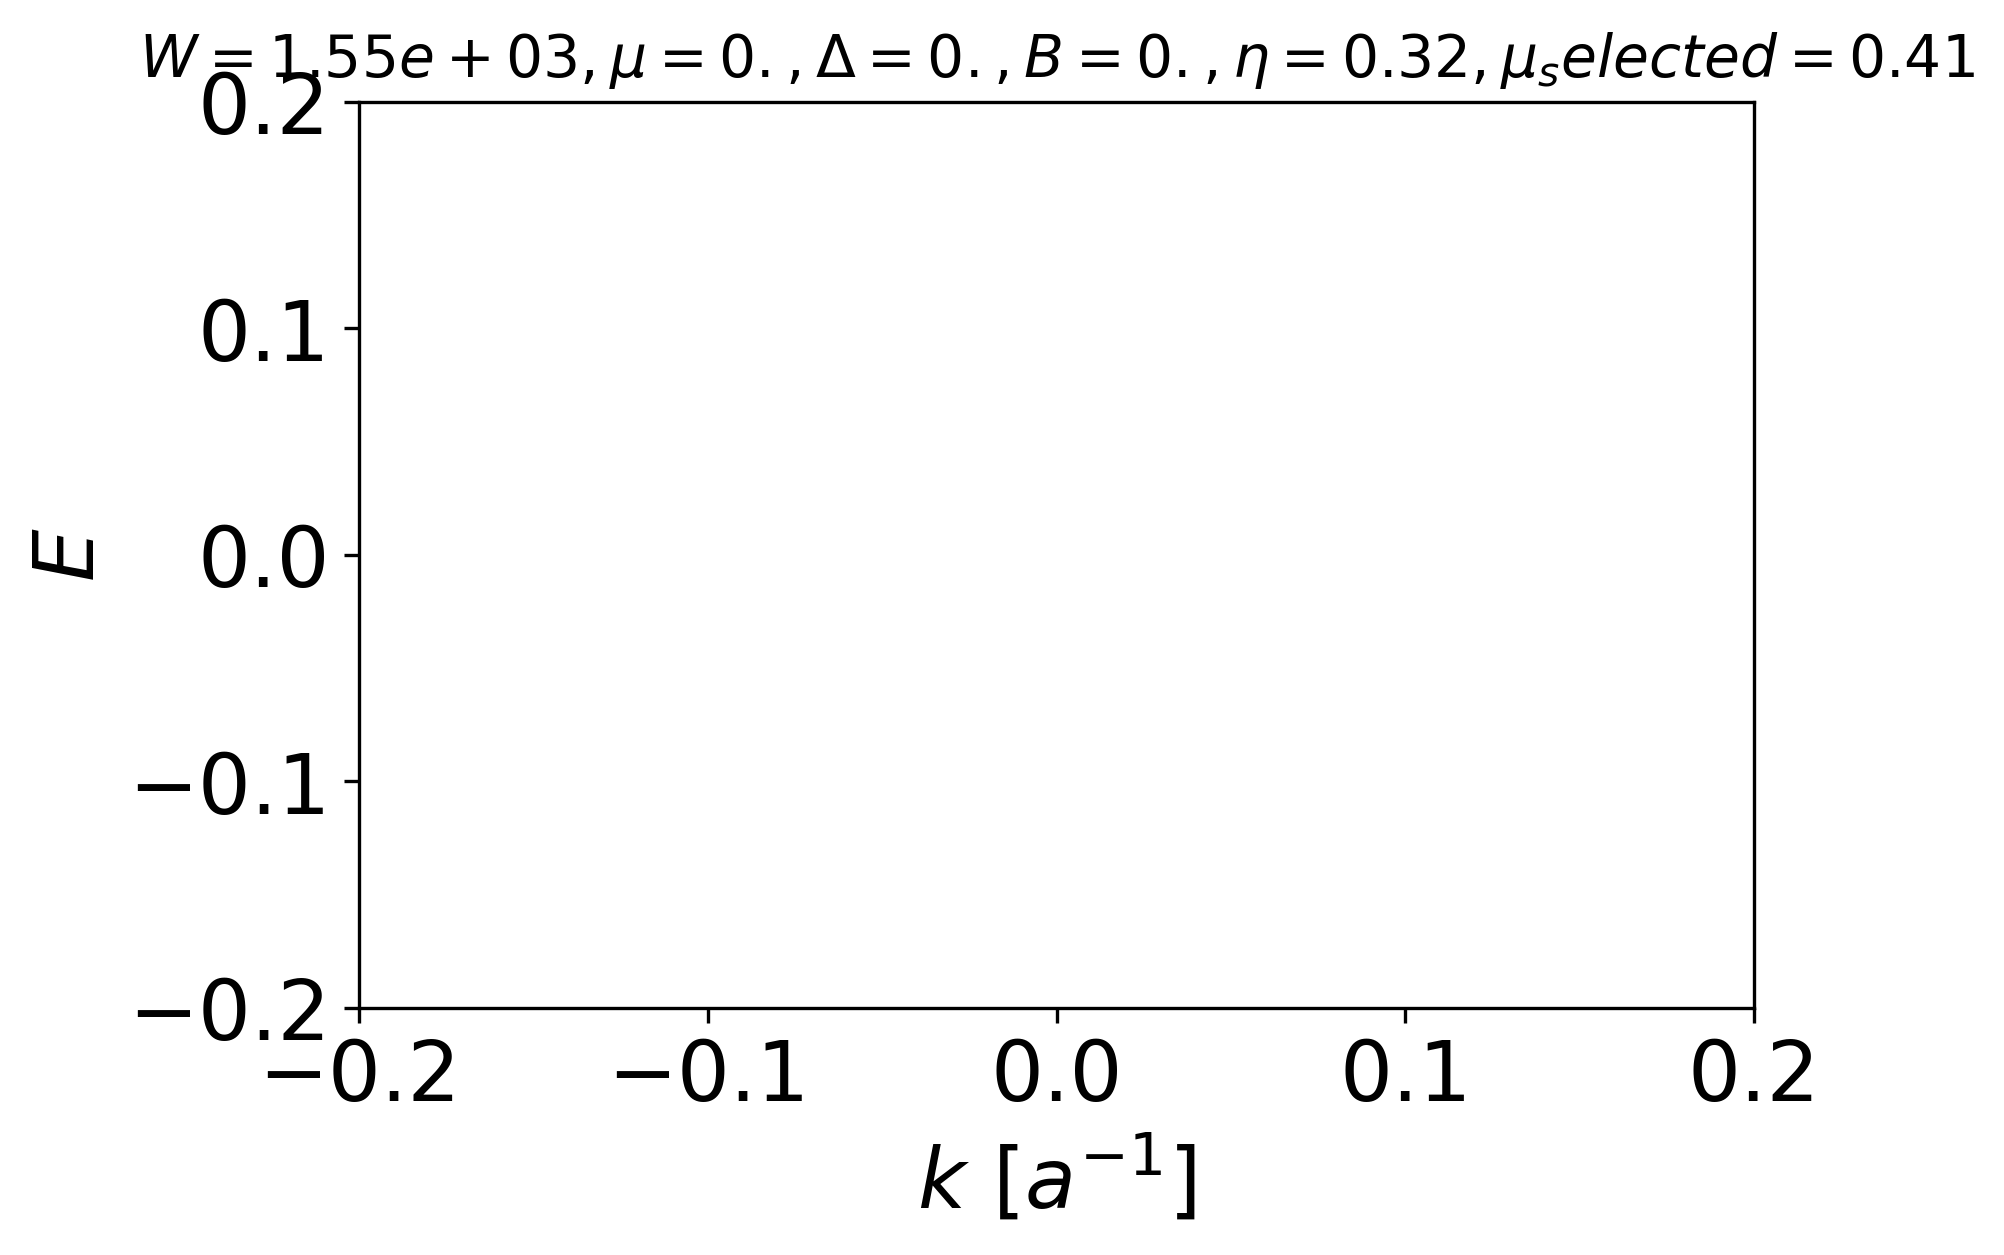 W = 1.55e + 03, μ = 0. , Δ = 0. , B = 0. , η = 0.32, μₛelected = 0.41
0.2
0.1
0.0
−0.1
−0.2
E
−0.2 −0.1 0.0 0.1 0.2
k [a⁻¹]